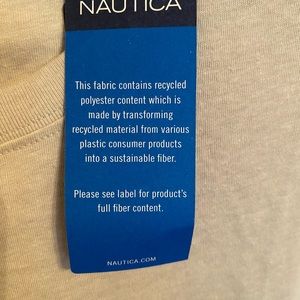 NAUTICA
This fabric contains recycled
polyester content which is
made by transforming
recycled material from various
plastic consumer products
into a sustainable fiber.
Please see label for product's
full fiber content.
NAUTICA.COM